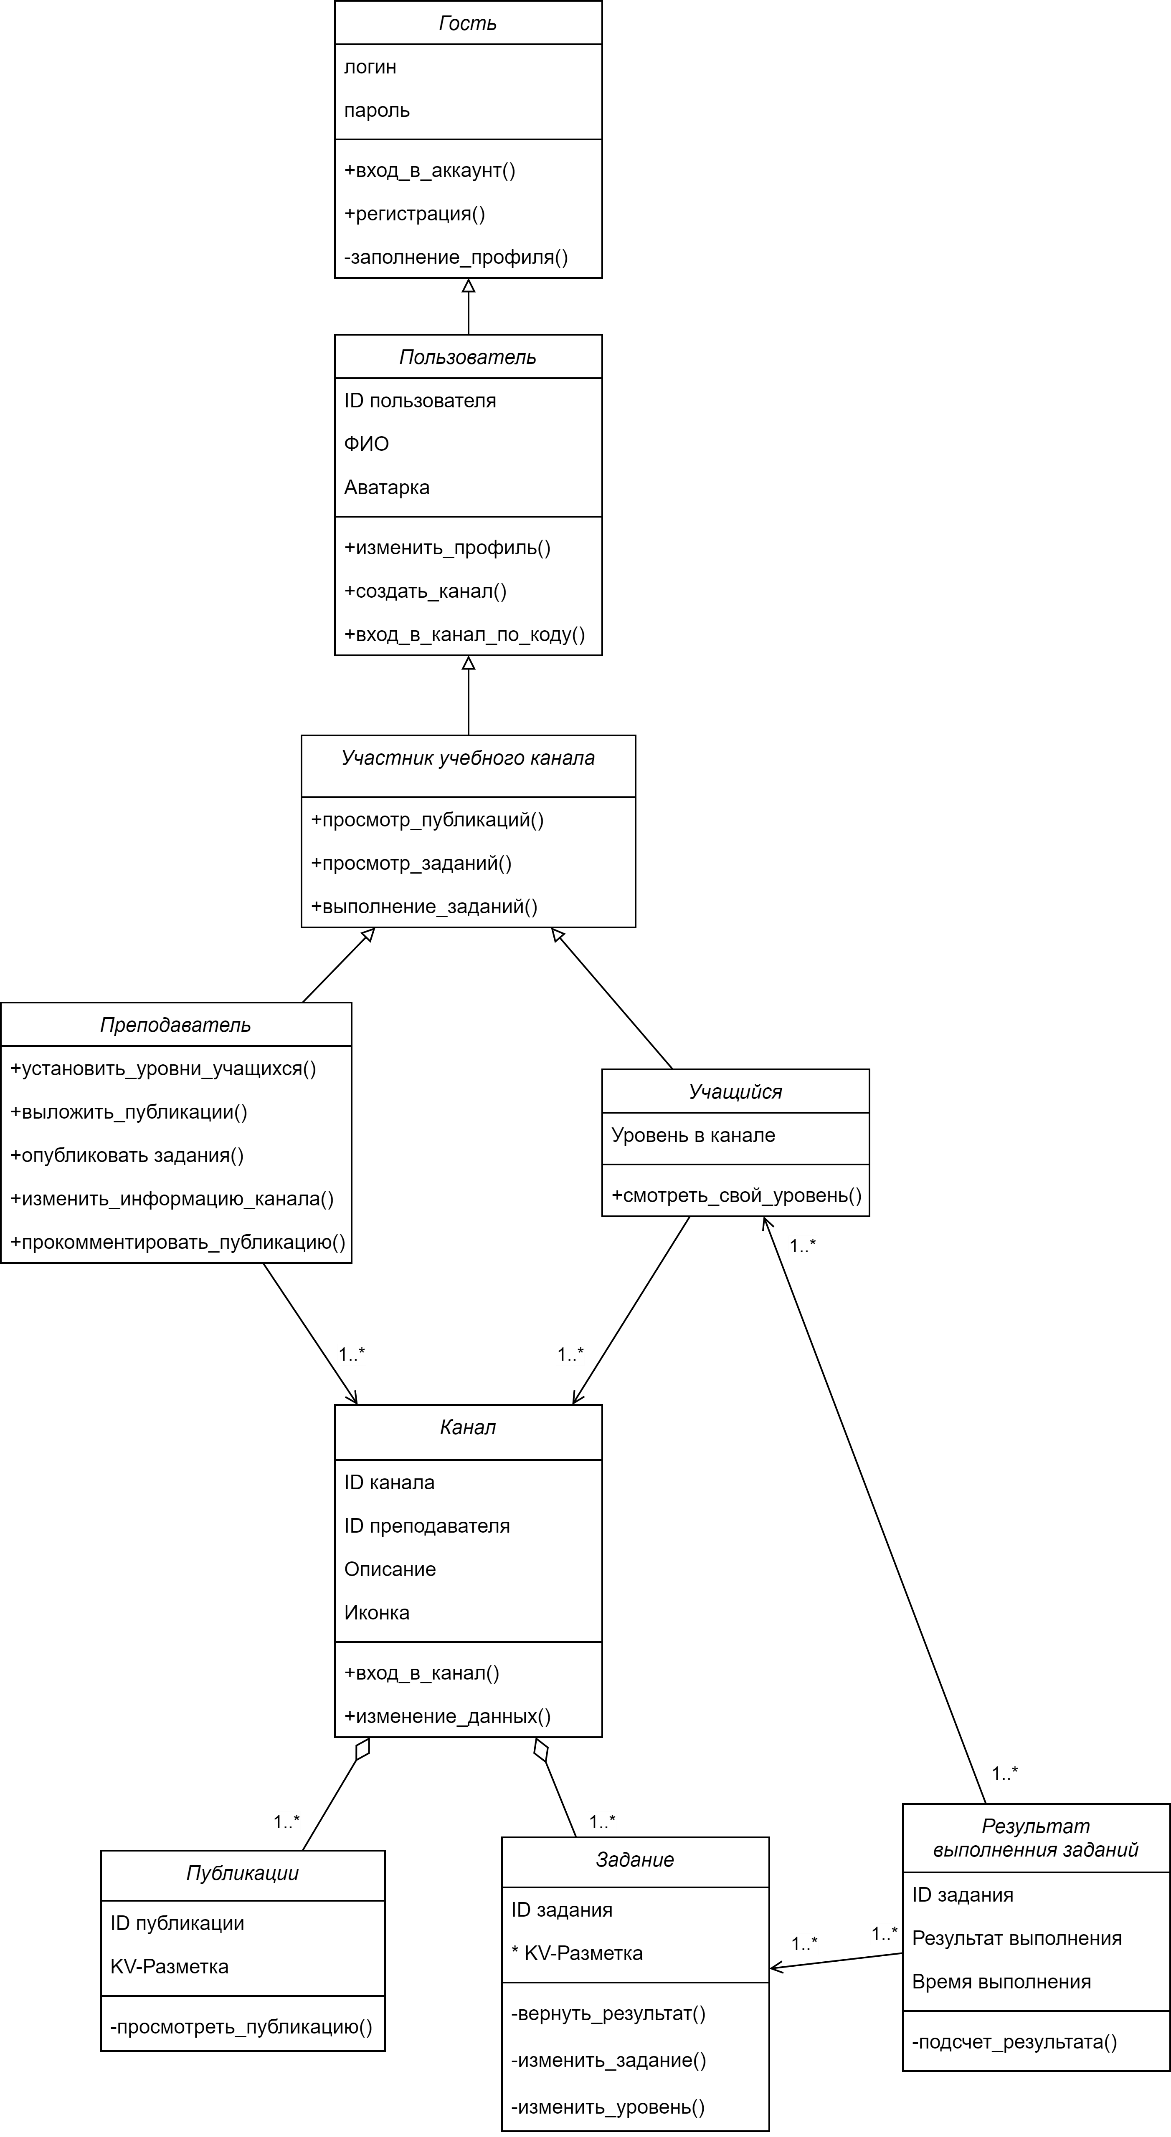 Гость
логин
пароль
+вход_в_аккаунт()
+регистрация()
-заполнение_профиля()
Пользователь
ID пользователя
ФИО
Аватарка
+изменить_профиль()
+создать_канал()
+вход_в_канал_по_коду()
Участник учебного канала
+просмотр_публикаций()
+просмотр_заданий()
+выполнение_заданий()
Преподаватель
+установить_уровни_учащихся()
+выложить_публикации()
+опубликовать задания()
+изменить_информацию_канала()
+прокомментировать_публикацию()
Учащийся
Уровень в канале
+смотреть_свой_уровень()
1..*
1..*
1..*
Канал
ID канала
ID преподавателя
Описание
Иконка
+вход_в_канал()
+изменение_данных()
1..*
1..*
1..*
Публикации
ID публикации
KV-Разметка
-просмотреть_публикацию()
Задание
ID задания
* KV-Разметка
-вернуть_результат()
-изменить_задание()
-изменить_уровень()
1..*
1..*
Результат
выполненния заданий
ID задания
Результат выполнения
Время выполнения
-подсчет_результата()